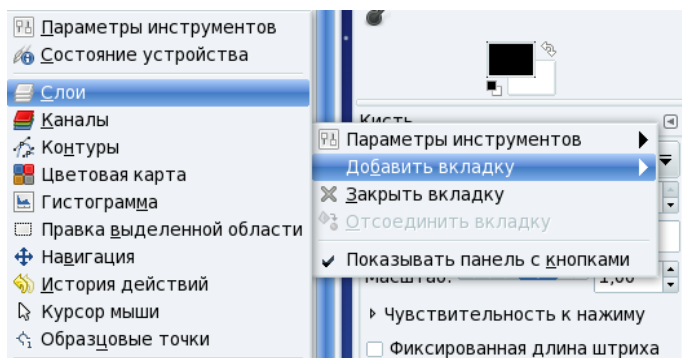 Параметры инструментов
Состояние устройства
Слои
Каналы
Контуры
Цветовая карта
Гистограмма
Правка выделенной области
Навигация
История действий
Курсор мыши
Образцовые точки
Кисть
Параметры инструментов
Добавить вкладку
Закрыть вкладку
Отсоединить вкладку
Показывать панель с кнопками
Масштаб:
1,00
Чувствительность к нажиму
Фиксированная длина штриха